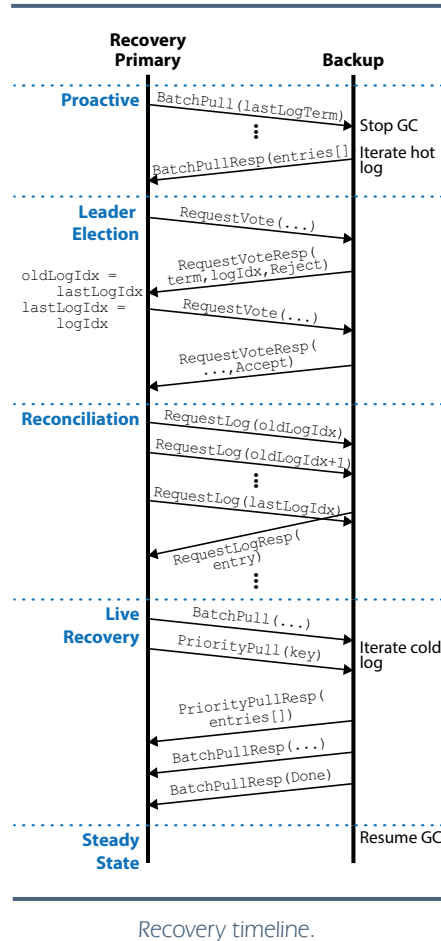 Recovery
Primary
Backup
Proactive
BatchPull(lastLogTerm)
Stop GC
Iterate hot
log
BatchPullResp(entries[]
Leader
Election
RequestVote(...)
RequestVoteResp(
term,logIdx,Reject)
oldLogIdx =
lastLogIdx
lastLogIdx =
logIdx
RequestVote(...)
RequestVoteResp(
...,Accept)
Reconciliation
RequestLog(oldLogIdx)
RequestLog(oldLogIdx+1)
RequestLog(lastLogIdx)
RequestLogResp(
entry)
Live
Recovery
BatchPull(...)
PriorityPull(key)
Iterate cold
log
PriorityPullResp(
entries[])
BatchPullResp(...)
BatchPullResp(Done)
Steady
State
Resume GC
Recovery timeline.